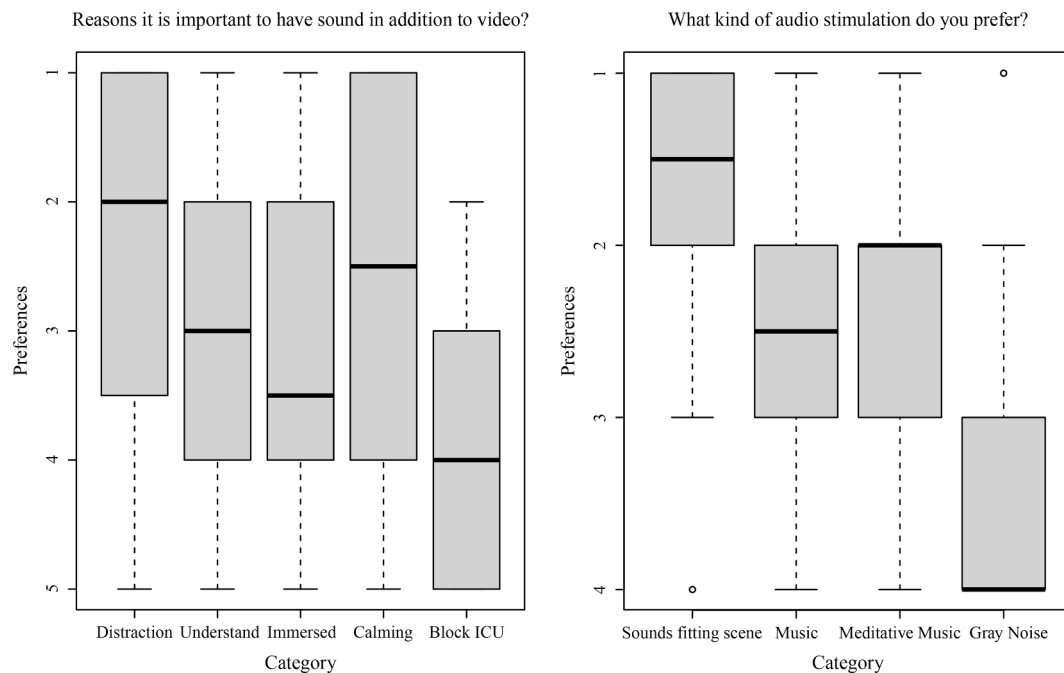 Reasons it is important to have sound in addition to video?
1
2
3
4
5
Preferences
Distraction Understand Immersed Calming Block ICU
Category
What kind of audio stimulation do you prefer?
1
2
3
4
Preferences
Sounds fitting scene Music Meditative Music Gray Noise
Category